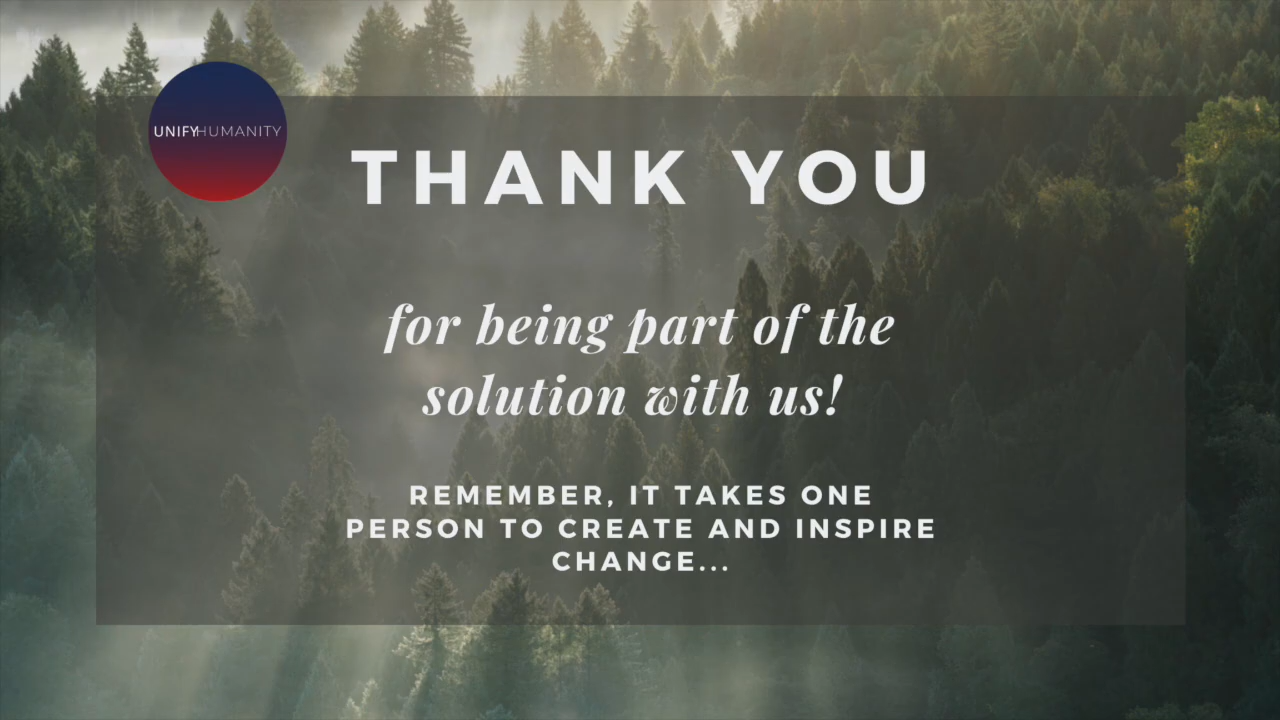 UNIFYHUMANITY
THANK YOU
for being part of the
solution with us!
REMEMBER, IT TAKES ONE
PERSON TO CREATE AND INSPIRE
CHANGE...